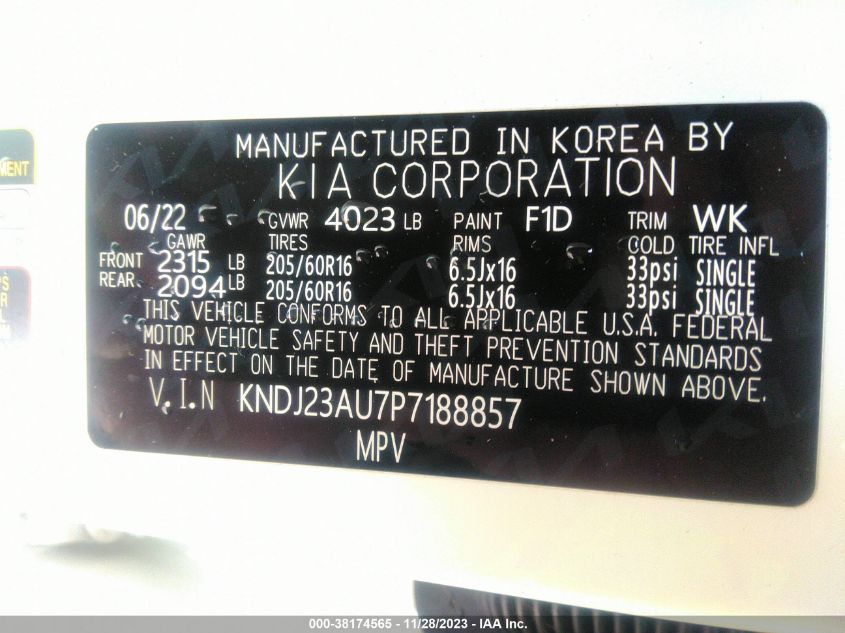 MANUFACTURED IN KOREA BY
KIA CORPORATION
06/22 GVWR 4023 LB PAINT F1D TRIM WK
GAWR TIRES RIMS COLD TIRE INFL
FRONT 2315 LB 205/60R16 6.5Jx16 33psi SINGLE
REAR 2094 LB 205/60R16 6.5Jx16 33psi SINGLE
THIS VEHICLE CONFORMS TO ALL APPLICABLE U.S.A. FEDERAL
MOTOR VEHICLE SAFETY AND THEFT PREVENTION STANDARDS
IN EFFECT ON THE DATE OF MANUFACTURE SHOWN ABOVE.
V.I.N KNDJ23AU7P7188857
MPV
000-38174565 - 11/28/2023 - IAA Inc.